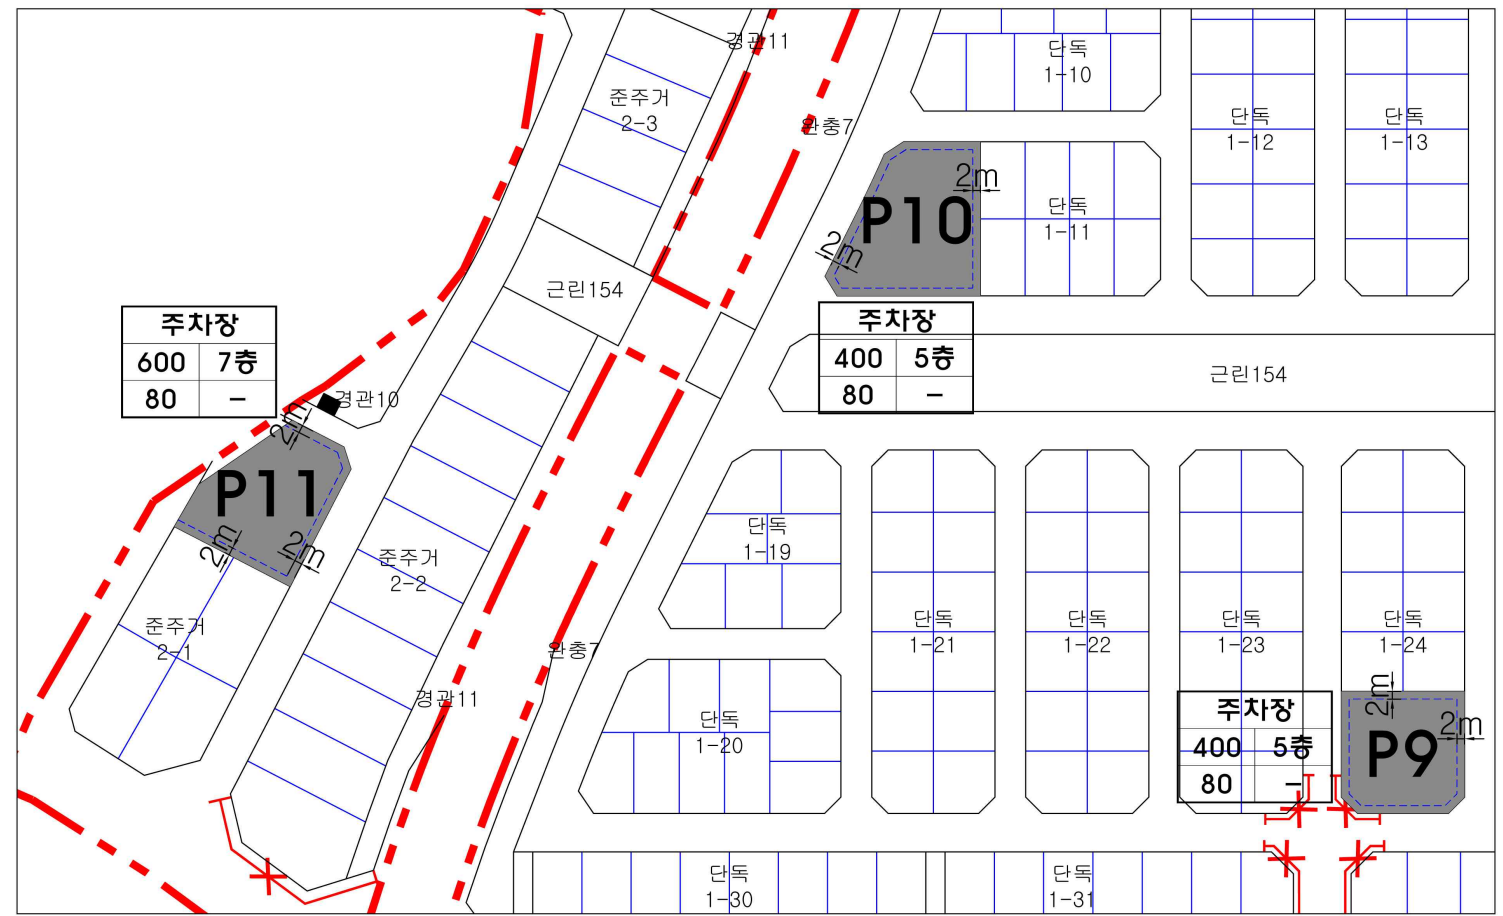 경관11
단독
1-10
준주거
2-3
완충7
단독
1-12
단독
1-13
2m
P10
단독
1-11
2m
근린154
주차장
600 7층
80 -
주차장
400 5층
80 -
근린154
경관10
2m
P11
2m
2m
준주거
2-2
단독
1-19
준주거
2-1
완충7
경관11
단독
1-21
단독
1-22
단독
1-23
단독
1-24
단독
1-20
주차장
400 5층
80 -
2m
2m
P9
단독
1-30
단독
1-31